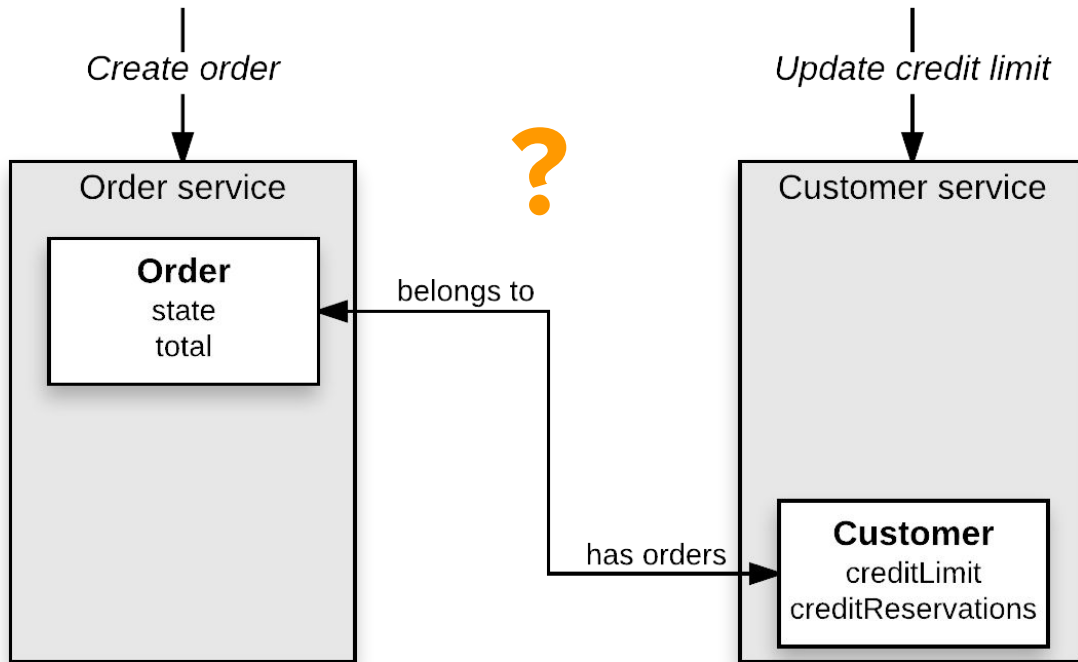 Create order
Update credit limit
?
Order service
Customer service
Order
state
total
belongs to
has orders
Customer
creditLimit
creditReservations